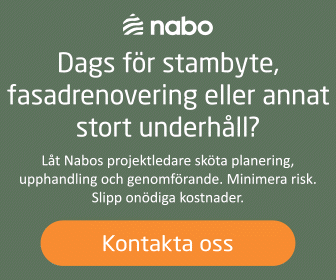 nabo
Dags för stambyte,
fasadrenovering eller annat
stort underhåll?
Låt Nabos projektledare sköta planering,
upphandling och genomförande. Minimera risk.
Slipp onödiga kostnader.
Kontakta oss